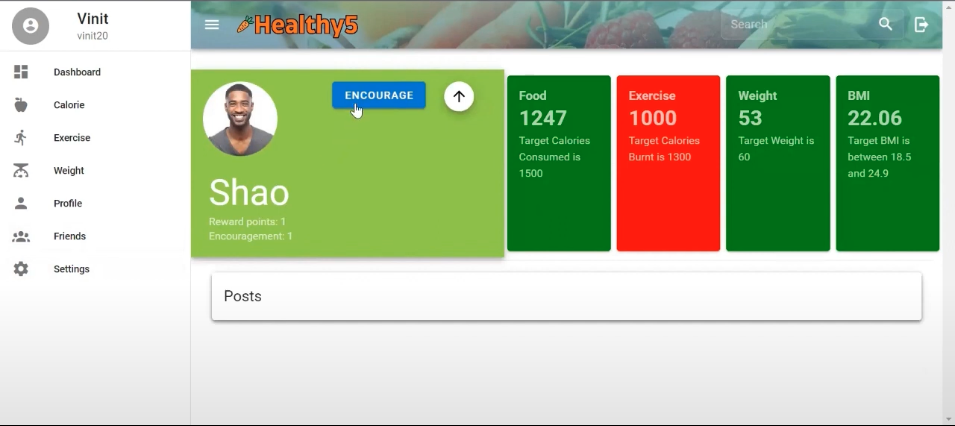 Vinit
vinit20
Dashboard
Calorie
Exercise
Weight
Profile
Friends
Settings
Healthy5
Search
ENCOURAGE
Shao
Reward points: 1
Encouragement: 1
Food
1247
Target Calories
Consumed is
1500
Exercise
1000
Target Calories
Burnt is 1300
Weight
53
Target Weight is
60
BMI
22.06
Target BMI is
between 18.5
and 24.9
Posts